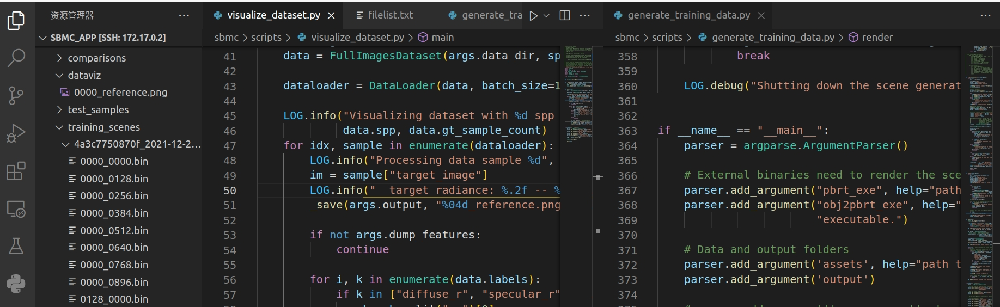 资源管理器
SBMC_APP [SSH: 172.17.0.2]
comparisons
dataviz
0000_reference.png
test_samples
training_scenes
4a3c7750870f_2021-12-2...
0000_0000.bin
0000_0128.bin
0000_0256.bin
0000_0384.bin
0000_0512.bin
0000_0640.bin
0000_0768.bin
0000_0896.bin
0128_0000.bin
visualize_dataset.py
filelist.txt
generate_tra
sbmc > scripts > visualize_dataset.py > main
41 data = FullImagesDataset(args.data_dir, sp
42
43 dataloader = DataLoader(data, batch_size=1
44
45 LOG.info("Visualizing dataset with %d spp
46 data.spp, data.gt_sample_count)
47 for idx, sample in enumerate(dataloader):
48 LOG.info("Processing data sample %d",
49 im = sample["target_image"]
50 LOG.info("  target radiance: %.2f -- %
51 _save(args.output, "%04d_reference.png
52
53 if not args.dump_features:
54 continue
55
56 for i, k in enumerate(data.labels):
57 if k in ["diffuse_r", "specular_r"
generate_training_data.py
sbmc > scripts > generate_training_data.py > render
358 break
359
360 LOG.debug("Shutting down the scene generat
361
362
363 if __name__ == "__main__":
364 parser = argparse.ArgumentParser()
365
366 # External binaries need to render the sce
367 parser.add_argument("pbrt_exe", help="path
368 parser.add_argument("obj2pbrt_exe", help="
369 "executable.")
370
371 # Data and output folders
372 parser.add_argument('assets', help="path t
373 parser.add_argument('output')
374